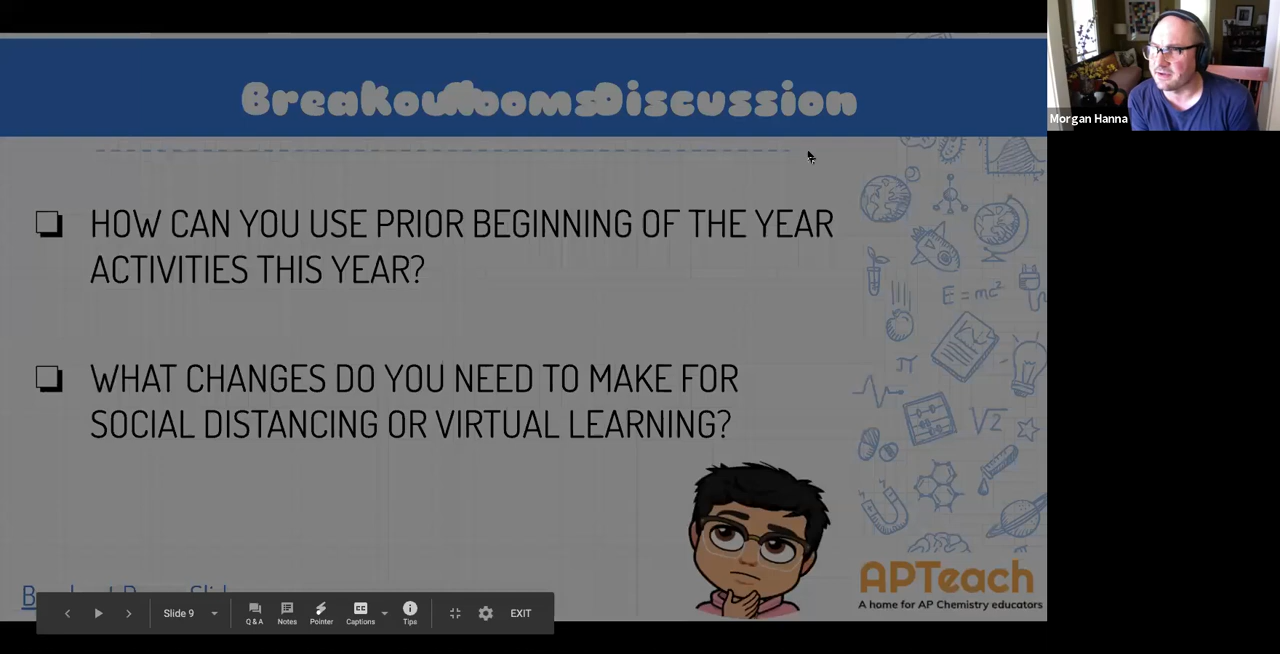 Breakout Rooms Discussion
Morgan Hanna
HOW CAN YOU USE PRIOR BEGINNING OF THE YEAR
ACTIVITIES THIS YEAR?
E = mc²
π
√2
WHAT CHANGES DO YOU NEED TO MAKE FOR
SOCIAL DISTANCING OR VIRTUAL LEARNING?
APTeach
A home for AP Chemistry educators
Slide 9
Q & A
Notes
Pointer
CC
Captions
Tips
EXIT